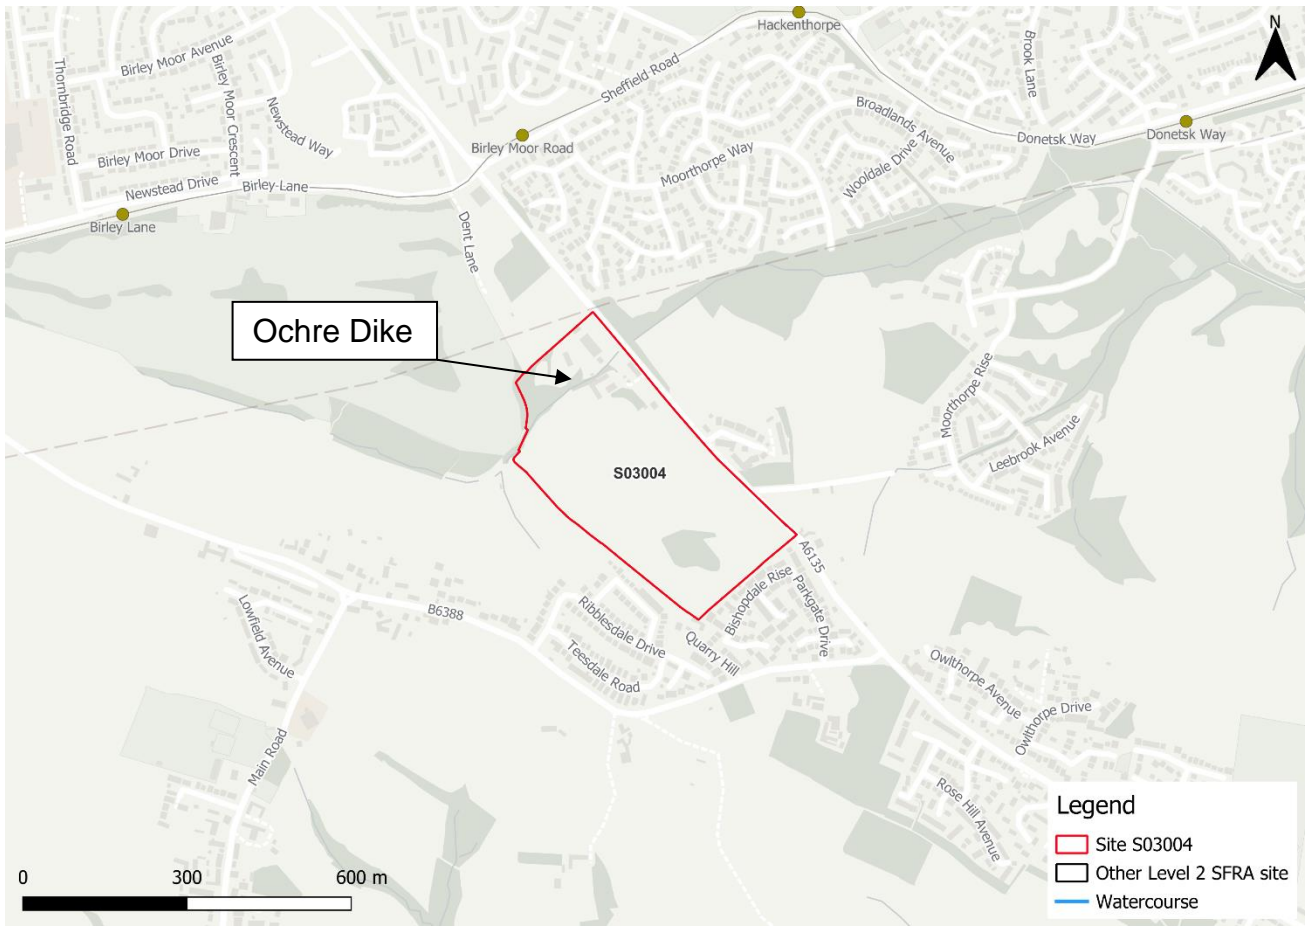 Hackenthorpe
N
Birley Moor Avenue
Thornbridge Road
Birley Moor Crescent
Newstead Way
Sheffield Road
Brook Lane
Broadlands Avenue
Donetsk Way
Donetsk Way
Birley Moor Road
Birley Moor Drive
Moorthorpe Way
Wooldale Drive
Newstead Drive
Birley Lane
Birley Lane
Dent Lane
Ochre Dike
Moorthorpe Rise
Leebrook Avenue
S03004
A6135
Bishopdale Rise
Parkgate Drive
Lowfield Avenue
B6388
Ribblesdale Drive
Quarry Hill
Teesdale Road
Owlthorpe Avenue
Owlthorpe Drive
Main Road
Rose Hill Avenue
Legend
Site S03004
Other Level 2 SFRA site
Watercourse
0 300 600 m